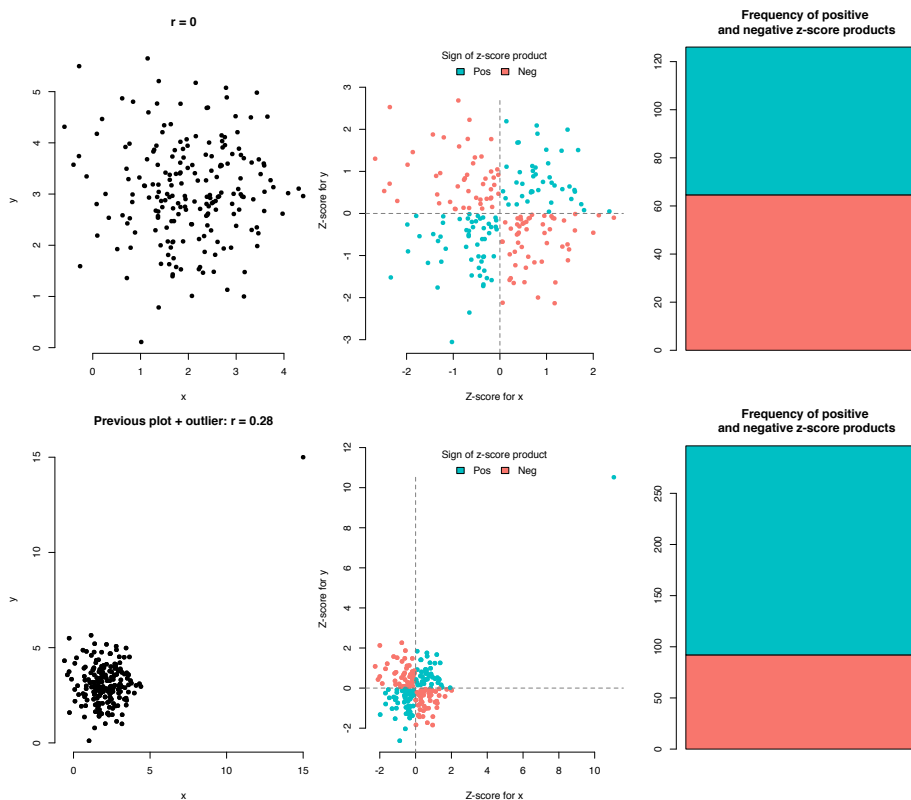 r = 0
y
5
4
3
2
1
0
0 1 2 3 4
x
Sign of z-score product
Pos Neg
Z-score for y
3
2
1
0
-1
-2
-3
-2 -1 0 1 2
Z-score for x
Frequency of positive
and negative z-score products
120
100
80
60
40
20
0
Previous plot + outlier: r = 0.28
y
15
10
5
0
0 5 10 15
x
Sign of z-score product
Pos Neg
Z-score for y
12
10
8
6
4
2
0
-2
-2 0 2 4 6 8 10
Z-score for x
Frequency of positive
and negative z-score products
250
200
150
100
50
0